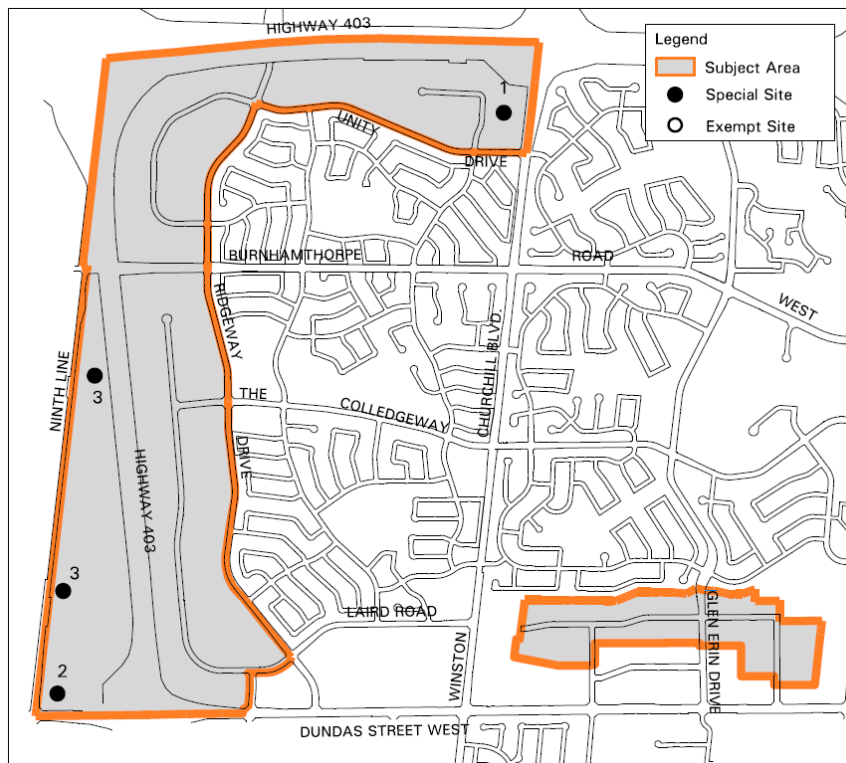 HIGHWAY 403
Legend
Subject Area
Special Site
Exempt Site
1
UNITY
DRIVE
BURNHAMTHORPE
ROAD
WEST
RIDGEWAY
DRIVE
NINTH LINE
3
THE
COLLEDGEWAY
CHURCHILL BLVD.
HIGHWAY 403
3
LAIRD ROAD
GLEN ERIN DRIVE
WINSTON
2
DUNDAS STREET WEST